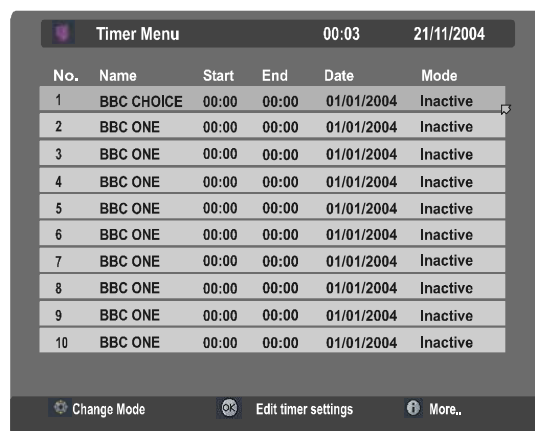 Timer Menu 00:03 21/11/2004
No. Name Start End Date Mode
1 BBC CHOICE 00:00 00:00 01/01/2004 Inactive
2 BBC ONE 00:00 00:00 01/01/2004 Inactive
3 BBC ONE 00:00 00:00 01/01/2004 Inactive
4 BBC ONE 00:00 00:00 01/01/2004 Inactive
5 BBC ONE 00:00 00:00 01/01/2004 Inactive
6 BBC ONE 00:00 00:00 01/01/2004 Inactive
7 BBC ONE 00:00 00:00 01/01/2004 Inactive
8 BBC ONE 00:00 00:00 01/01/2004 Inactive
9 BBC ONE 00:00 00:00 01/01/2004 Inactive
10 BBC ONE 00:00 00:00 01/01/2004 Inactive
Change Mode OK Edit timer settings i More..